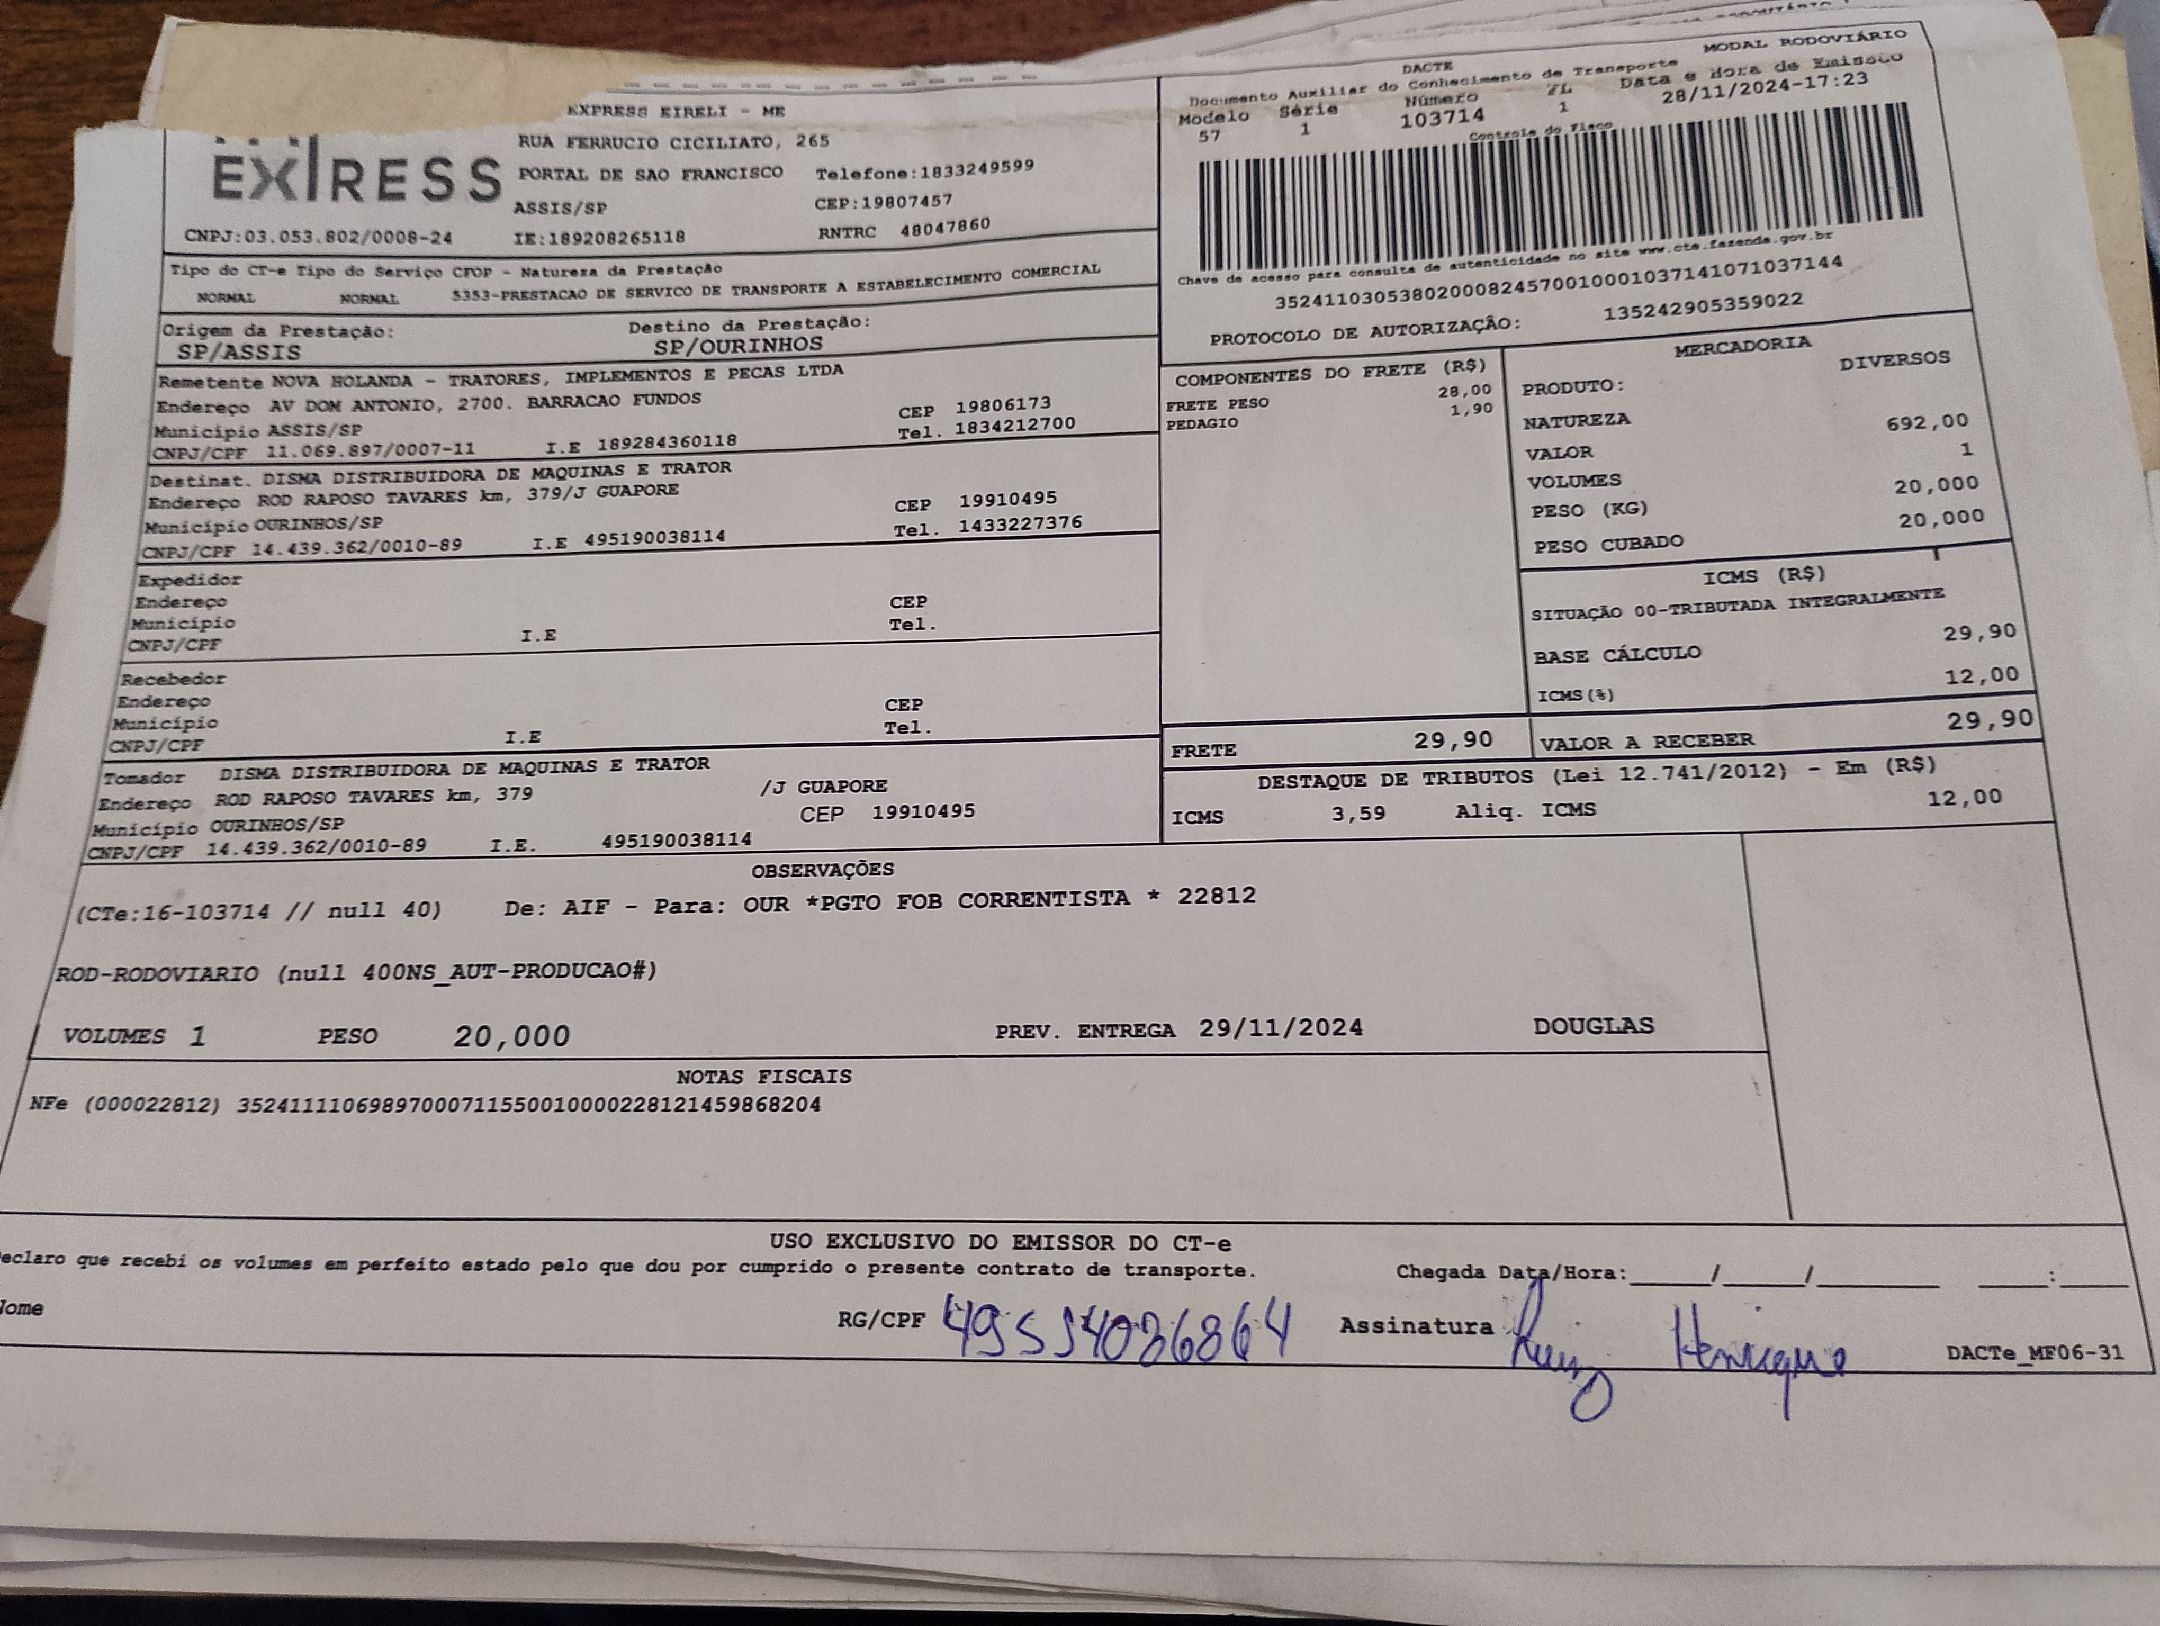 EXPRESS EIRELI - ME
RUA FERRUCIO CICILIATO, 265
EXPRESS
PORTAL DE SAO FRANCISCO Telefone:1833249599
ASSIS/SP CEP:19807457
CNPJ:03.053.802/0008-24 IE:189208265118 RNTRC 48047860
Tipo do CT-e Tipo do Serviço CFOP - Natureza da Prestação
NORMAL NORMAL 5353-PRESTACAO DE SERVICO DE TRANSPORTE A ESTABELECIMENTO COMERCIAL
Origem da Prestação: Destino da Prestação:
SP/ASSIS SP/OURINHOS
Remetente NOVA HOLANDA - TRATORES, IMPLEMENTOS E PECAS LTDA
Endereço AV DOM ANTONIO, 2700. BARRACAO FUNDOS CEP 19806173
Município ASSIS/SP Tel. 1834212700
CNPJ/CPF 11.069.897/0007-11 I.E 189284360118
Destinat. DISMA DISTRIBUIDORA DE MAQUINAS E TRATOR
Endereço ROD RAPOSO TAVARES km, 379/J GUAPORE CEP 19910495
Município OURINHOS/SP Tel. 1433227376
CNPJ/CPF 14.439.362/0010-89 I.E 495190038114
Expedidor
Endereço CEP
Município Tel.
CNPJ/CPF I.E
Recebedor
Endereço CEP
Município Tel.
CNPJ/CPF I.E
Tomador DISMA DISTRIBUIDORA DE MAQUINAS E TRATOR
Endereço ROD RAPOSO TAVARES km, 379 /J GUAPORE
Município OURINHOS/SP CEP 19910495
CNPJ/CPF 14.439.362/0010-89 I.E. 495190038114
MODAL RODOVIÁRIO
DACTE
Documento Auxiliar do Conhecimento de Transporte Data e Hora de Emissão
Modelo Série Número FL 28/11/2024-17:23
57 1 103714 1
Controle do Fisco
Chave de acesso para consulta de autenticidade no site www.cte.fazenda.gov.br
35241103053802000824570010001037141071037144
PROTOCOLO DE AUTORIZAÇÂO: 135242905359022
COMPONENTES DO FRETE (R$)
FRETE PESO 28,00
PEDAGIO 1,90
MERCADORIA
PRODUTO: DIVERSOS
NATUREZA
VALOR 692,00
VOLUMES 1
PESO (KG) 20,000
PESO CUBADO 20,000
ICMS (R$)
SITUAÇÃO 00-TRIBUTADA INTEGRALMENTE
BASE CÁLCULO 29,90
ICMS(%) 12,00
FRETE 29,90 VALOR A RECEBER 29,90
DESTAQUE DE TRIBUTOS (Lei 12.741/2012) - Em (R$)
ICMS 3,59 Aliq. ICMS 12,00
OBSERVAÇÕES
(CTe:16-103714 // null 40) De: AIF - Para: OUR *PGTO FOB CORRENTISTA * 22812
ROD-RODOVIARIO (null 400NS_AUT-PRODUCAO#)
VOLUMES 1 PESO 20,000 PREV. ENTREGA 29/11/2024 DOUGLAS
NOTAS FISCAIS
NFe (000022812) 35241111069897000711550010000228121459868204
USO EXCLUSIVO DO EMISSOR DO CT-e
eclaro que recebi os volumes em perfeito estado pelo que dou por cumprido o presente contrato de transporte. Chegada Data/Hora:_____/_____/_______ ____:____
Nome RG/CPF Assinatura Henrique DACTe_MF06-31